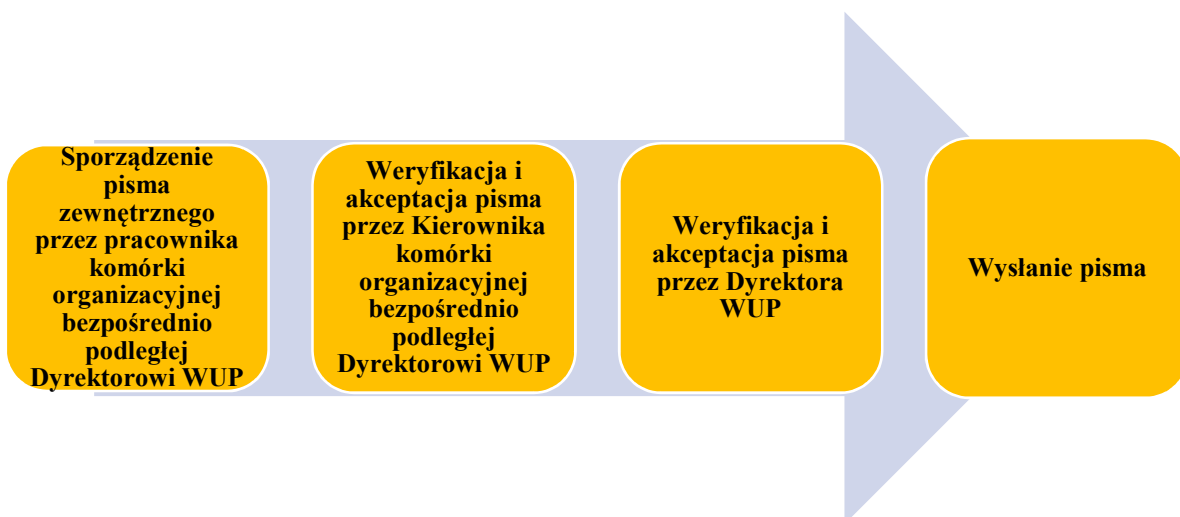 Sporządzenie
pisma
zewnętrznego
przez pracownika
komórki
organizacyjnej
bezpośrednio
podległej
Dyrektorowi WUP
Weryfikacja i
akceptacja pisma
przez Kierownika
komórki
organizacyjnej
bezpośrednio
podległej
Dyrektorowi WUP
Weryfikacja i
akceptacja pisma
przez Dyrektora
WUP
Wysłanie pisma